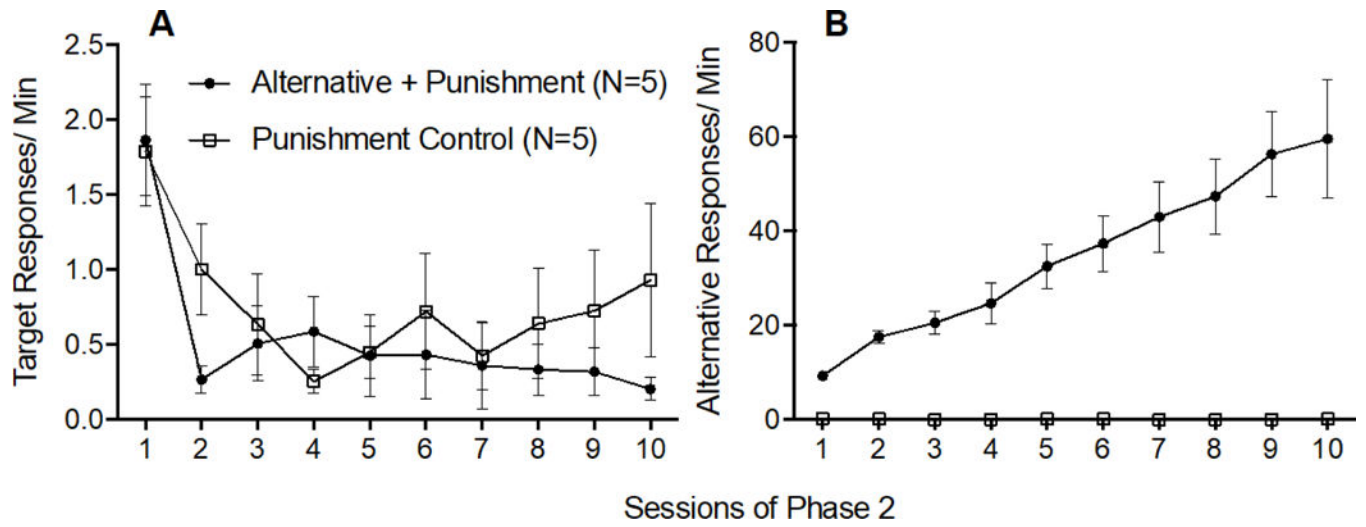 A
Target Responses/ Min
2.5
2.0
1.5
1.0
0.5
0.0
Alternative + Punishment (N=5)
Punishment Control (N=5)
1 2 3 4 5 6 7 8 9 10
B
Alternative Responses/ Min
80
60
40
20
0
1 2 3 4 5 6 7 8 9 10
Sessions of Phase 2